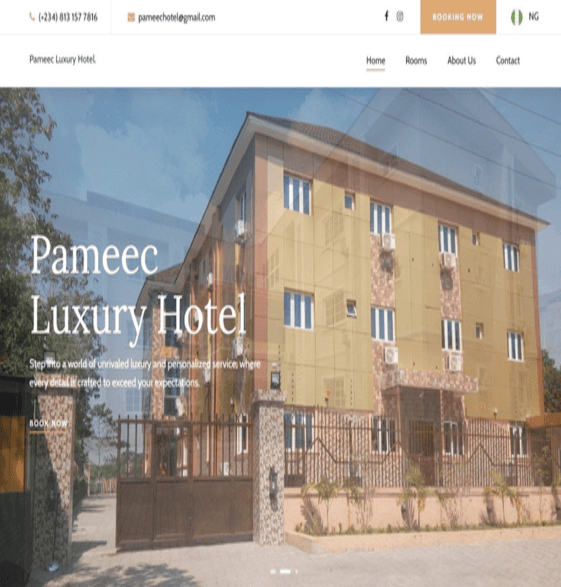 (+234) 813 157 7816
pameechotel@gmail.com
BOOKING NOW
NG
Pameec Luxury Hotel.
Home
Rooms
About Us
Contact
Pameec
Luxury Hotel
Step into a world of unrivaled luxury and personalized service, where
every detail is crafted to exceed your expectations.
BOOK NOW